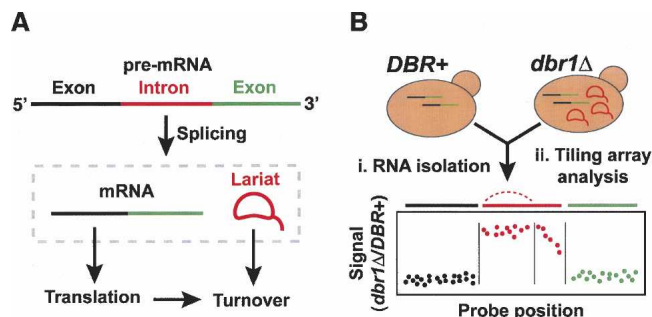 A
pre-mRNA
Exon Intron Exon
5' 3'
Splicing
mRNA
Lariat
Translation
Turnover
B
DBR+ dbr1Δ
i. RNA isolation
ii. Tiling array
analysis
Signal
(dbr1Δ/DBR+)
Probe position